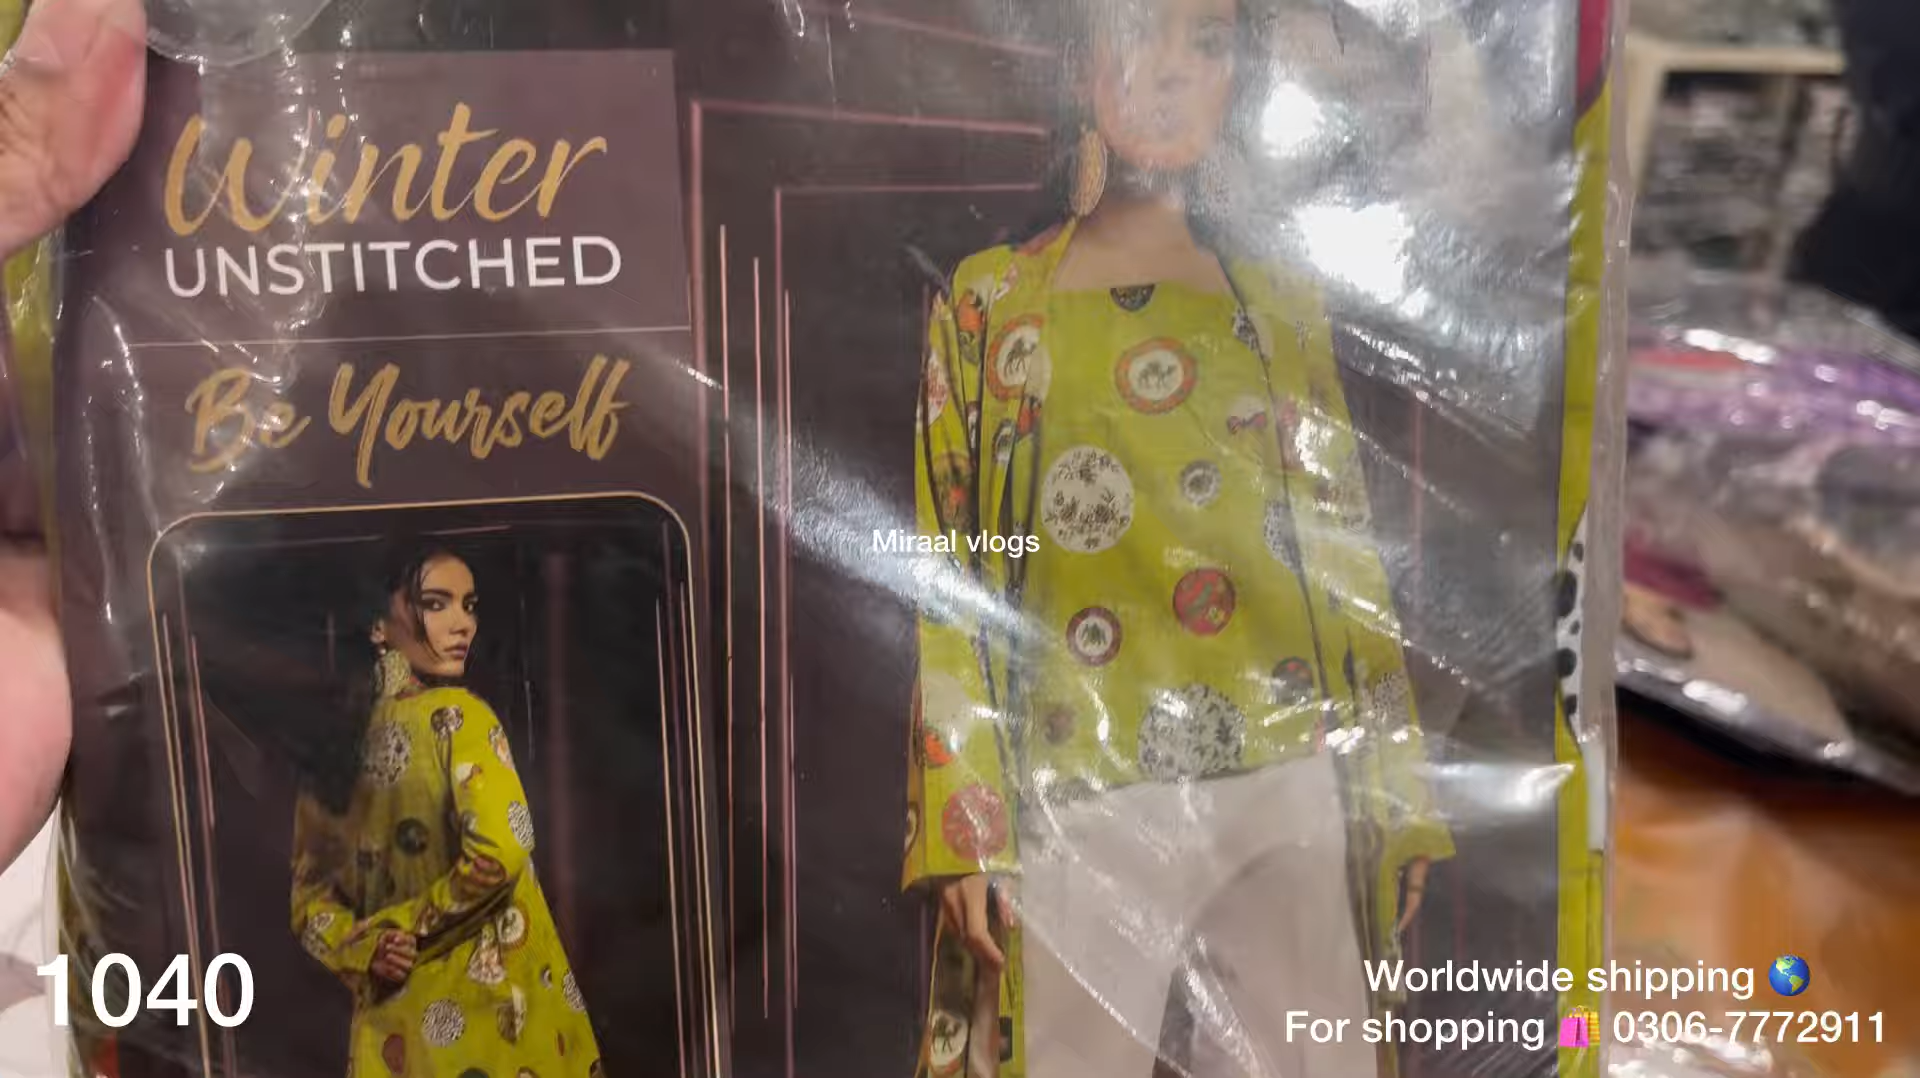 Winter
UNSTITCHED
Be Yourself
Miraal vlogs
1040
Worldwide shipping 🌎
For shopping 🛍️ 0306-7772911